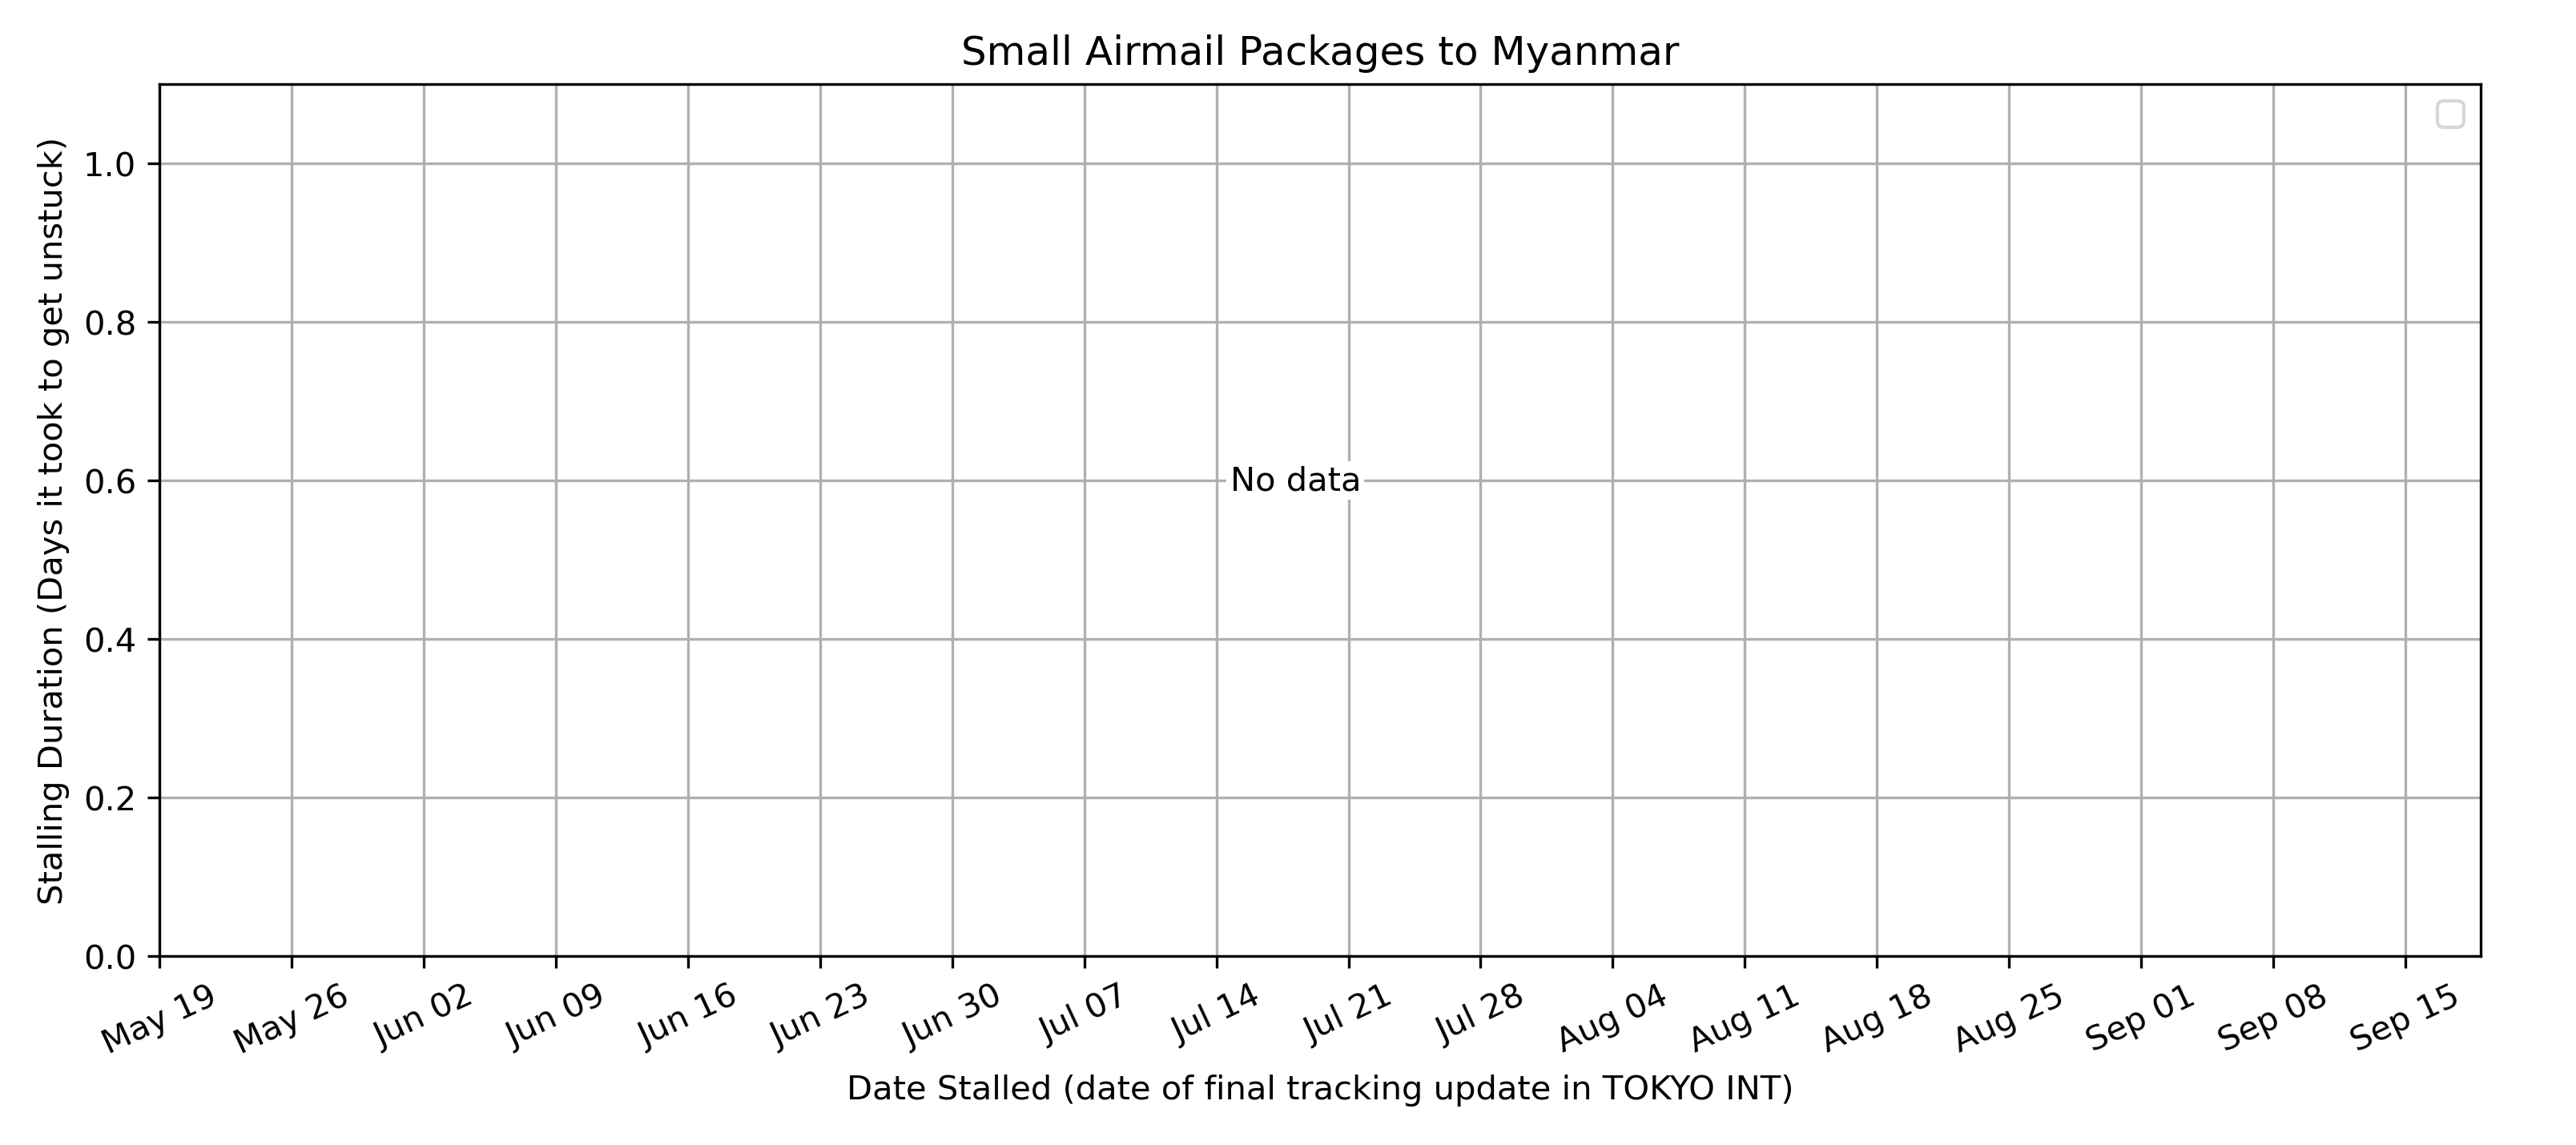 Small Airmail Packages to Myanmar
Stalling Duration (Days it took to get unstuck)
1.0
0.8
0.6
0.4
0.2
0.0
No data
May 19
May 26
Jun 02
Jun 09
Jun 16
Jun 23
Jun 30
Jul 07
Jul 14
Jul 21
Jul 28
Aug 04
Aug 11
Aug 18
Aug 25
Sep 01
Sep 08
Sep 15
Date Stalled (date of final tracking update in TOKYO INT)